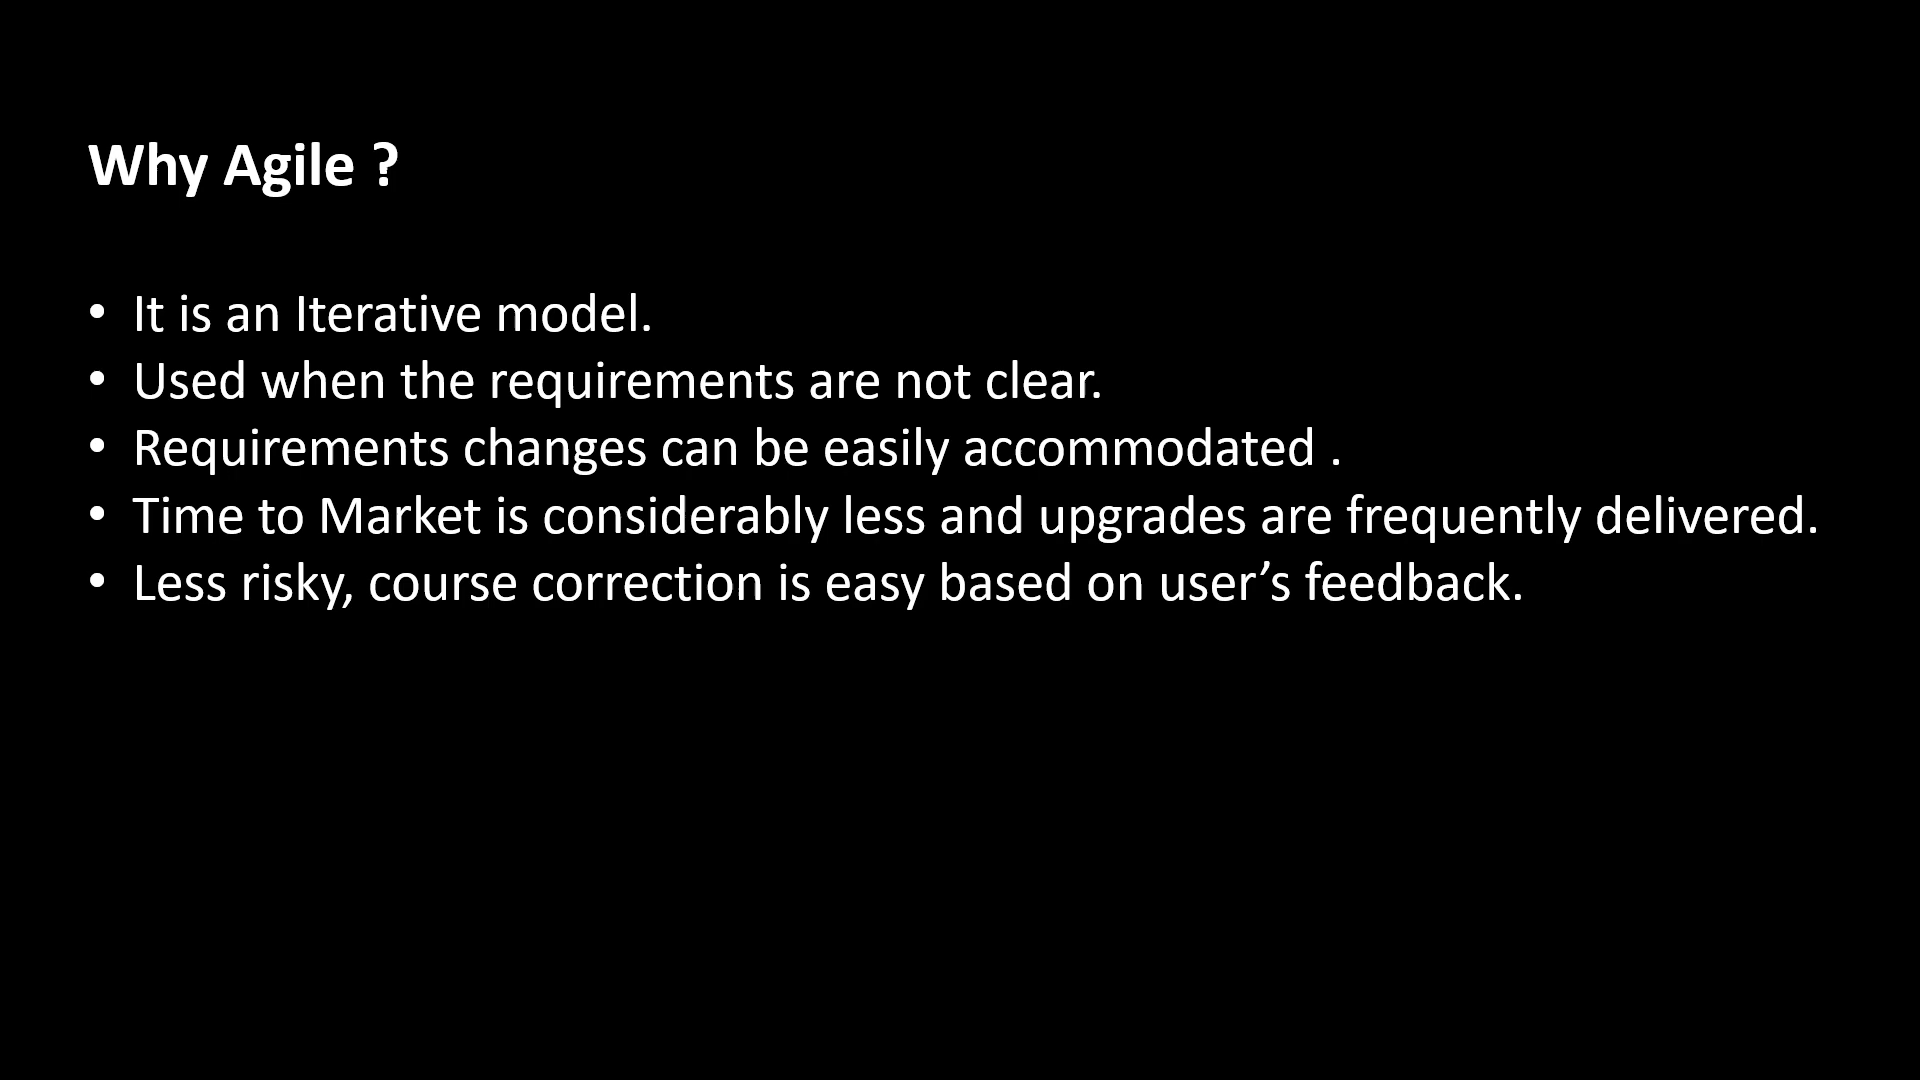 Why Agile ?
• It is an Iterative model.
• Used when the requirements are not clear.
• Requirements changes can be easily accommodated .
• Time to Market is considerably less and upgrades are frequently delivered.
• Less risky, course correction is easy based on user’s feedback.